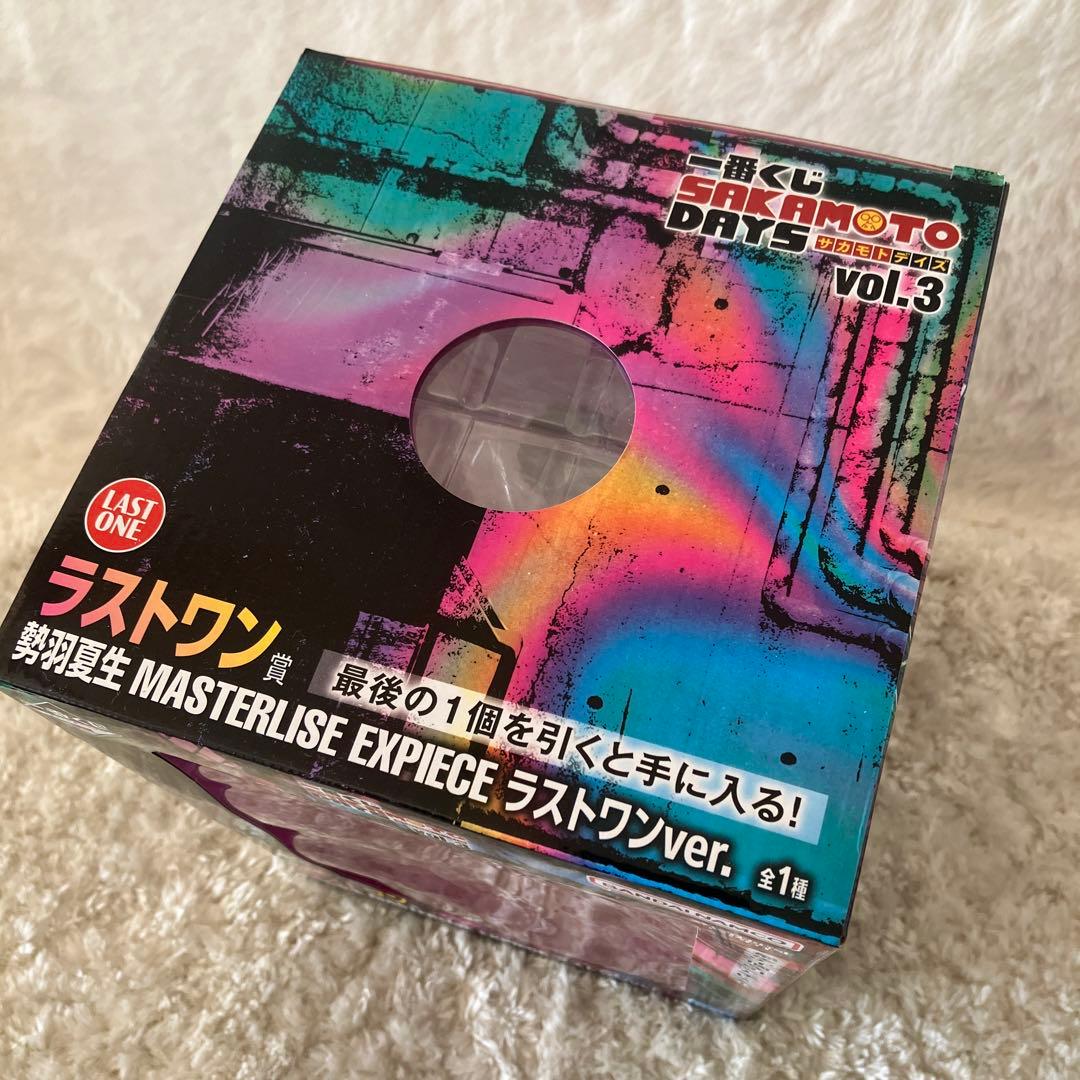 一番くじ
SAKAMOTO
DAYS サカモトデイズ
vol.3
LAST
ONE
ラストワン賞
最後の1個を引くと手に入る!
勢羽夏生 MASTERLISE EXPIECE ラストワンver. 全1種
BANDAI NAMCO